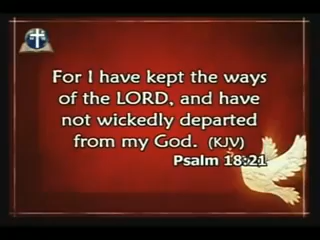 For I have kept the ways
of the LORD, and have
not wickedly departed
from my God. (KJV)
Psalm 18:21